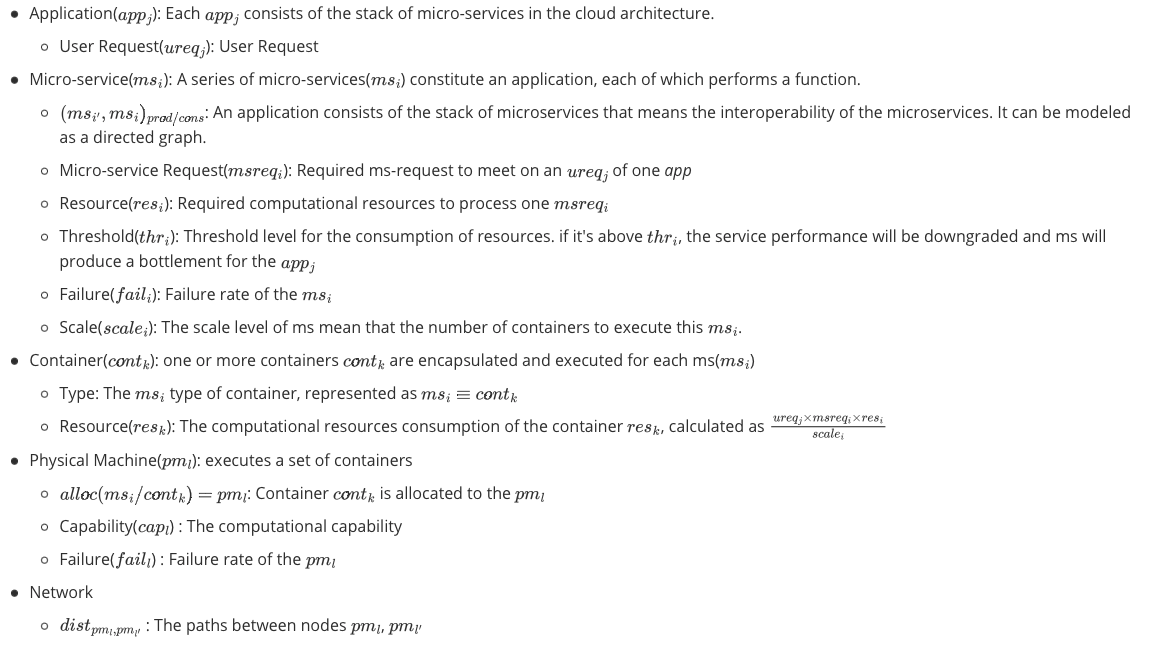 • Application(app_j): Each app_j consists of the stack of micro-services in the cloud architecture.
◦ User Request(ureq_j): User Request
• Micro-service(ms_i): A series of micro-services(ms_i) constitute an application, each of which performs a function.
◦ (ms_i', ms_i)_prod/cons: An application consists of the stack of microservices that means the interoperability of the microservices. It can be modeled
as a directed graph.
◦ Micro-service Request(msreq_i): Required ms-request to meet on an ureq_j of one app
◦ Resource(res_i): Required computational resources to process one msreq_i
◦ Threshold(thr_i): Threshold level for the consumption of resources. if it's above thr_i, the service performance will be downgraded and ms will
produce a bottlement for the app_j
◦ Failure(fail_i): Failure rate of the ms_i
◦ Scale(scale_i): The scale level of ms mean that the number of containers to execute this ms_i.
• Container(cont_k): one or more containers cont_k are encapsulated and executed for each ms(ms_i)
◦ Type: The ms_i type of container, represented as ms_i ≡ cont_k
◦ Resource(res_k): The computational resources consumption of the container res_k, calculated as (ureq_j×msreq_i×res_i)/(scale_i)
• Physical Machine(pm_l): executes a set of containers
◦ alloc(ms_i/cont_k) = pm_l: Container cont_k is allocated to the pm_l
◦ Capability(cap_l) : The computational capability
◦ Failure(fail_l) : Failure rate of the pm_l
• Network
◦ dist_pm_l,pm_l' : The paths between nodes pm_l, pm_l'